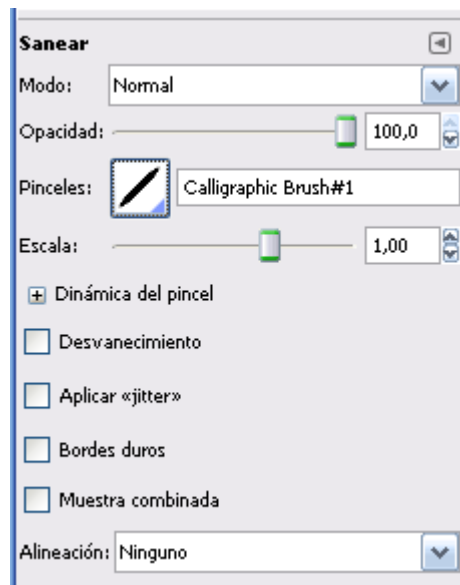 Sanear
Modo: Normal
Opacidad: 100,0
Pinceles: Calligraphic Brush#1
Escala: 1,00
Dinámica del pincel
Desvanecimiento
Aplicar «jitter»
Bordes duros
Muestra combinada
Alineación: Ninguno